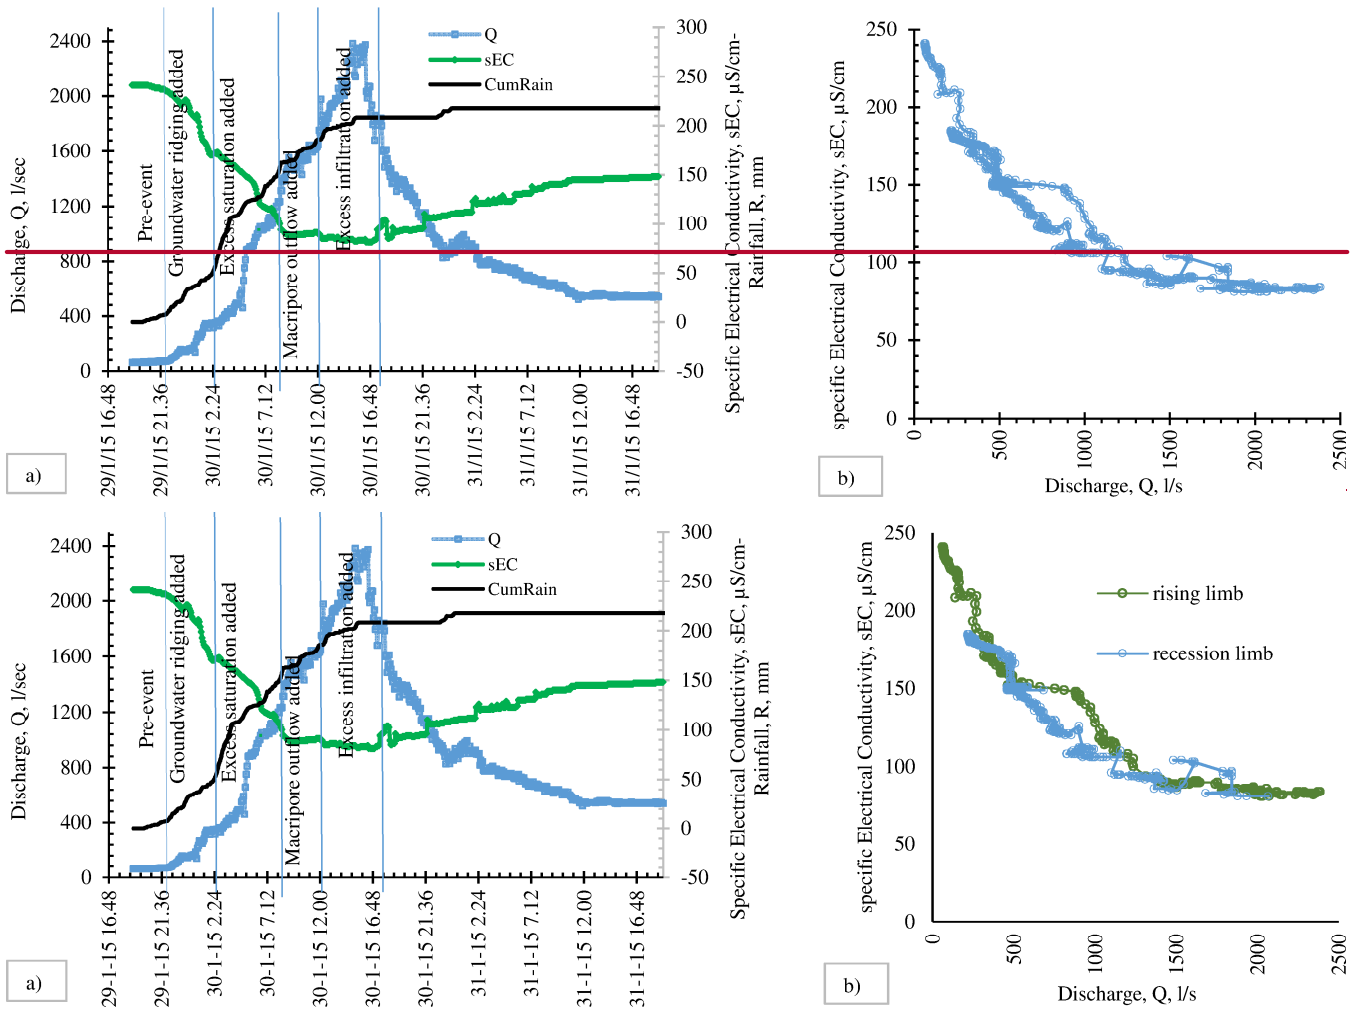 2400
2000
1600
1200
800
400
0
Discharge, Q, l/sec
Pre-event
Groundwater ridging added
Excess saturation added
Macripore outflow added
Excess infiltration added
Q
sEC
CumRain
300
250
200
150
100
50
0
-50
Specific Electrical Conductivity, sEC, µS/cm-
Rainfall, R, mm
29/1/15 16.48
29/1/15 21.36
30/1/15 2.24
30/1/15 7.12
30/1/15 12.00
30/1/15 16.48
30/1/15 21.36
31/1/15 2.24
31/1/15 7.12
31/1/15 12.00
31/1/15 16.48
a)
250
200
150
100
50
0
specific Electrical Conductivity, sEC, µS/cm
0
500
1000
1500
2000
2500
Discharge, Q, l/s
b)
2400
2000
1600
1200
800
400
0
Discharge, Q, l/sec
Pre-event
Groundwater ridging added
Excess saturation added
Macripore outflow added
Excess infiltration added
Q
sEC
CumRain
300
250
200
150
100
50
0
-50
Specific Electrical Conductivity, sEC, µS/cm-
Rainfall, R, mm
29-1-15 16.48
29-1-15 21.36
30-1-15 2.24
30-1-15 7.12
30-1-15 12.00
30-1-15 16.48
30-1-15 21.36
31-1-15 2.24
31-1-15 7.12
31-1-15 12.00
31-1-15 16.48
a)
250
200
150
100
50
0
specific Electrical Conductivity, sEC, µS/cm
rising limb
recession limb
0
500
1000
1500
2000
2500
Discharge, Q, l/s
b)